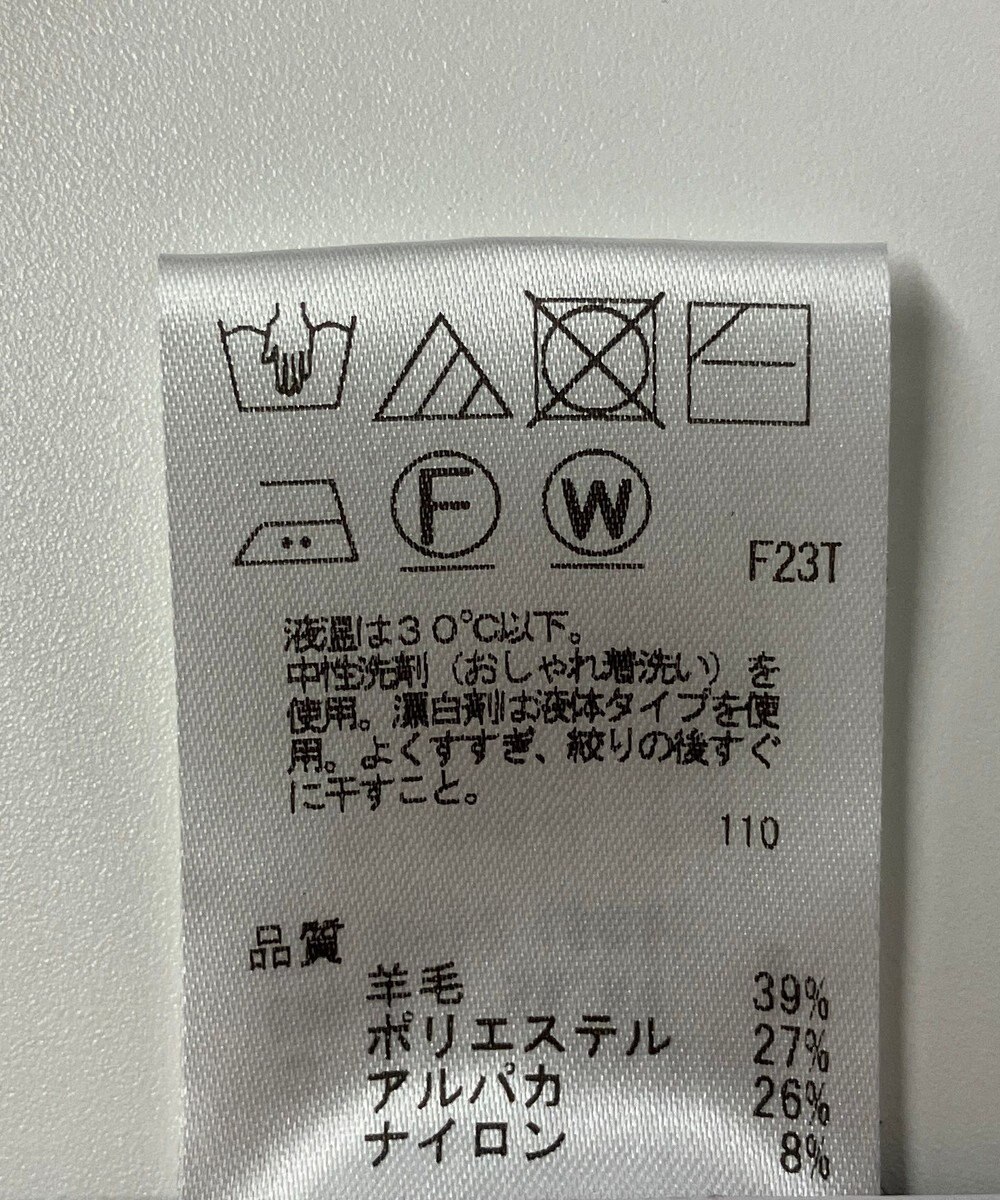 F
W
F23T
液温は30℃以下。
中性洗剤（おしゃれ着洗い）を
使用。漂白剤は液体タイプを使
用。よくすすぎ、絞りの後すぐ
に干すこと。
110
品質
羊毛 39%
ポリエステル 27%
アルパカ 26%
ナイロン 8%